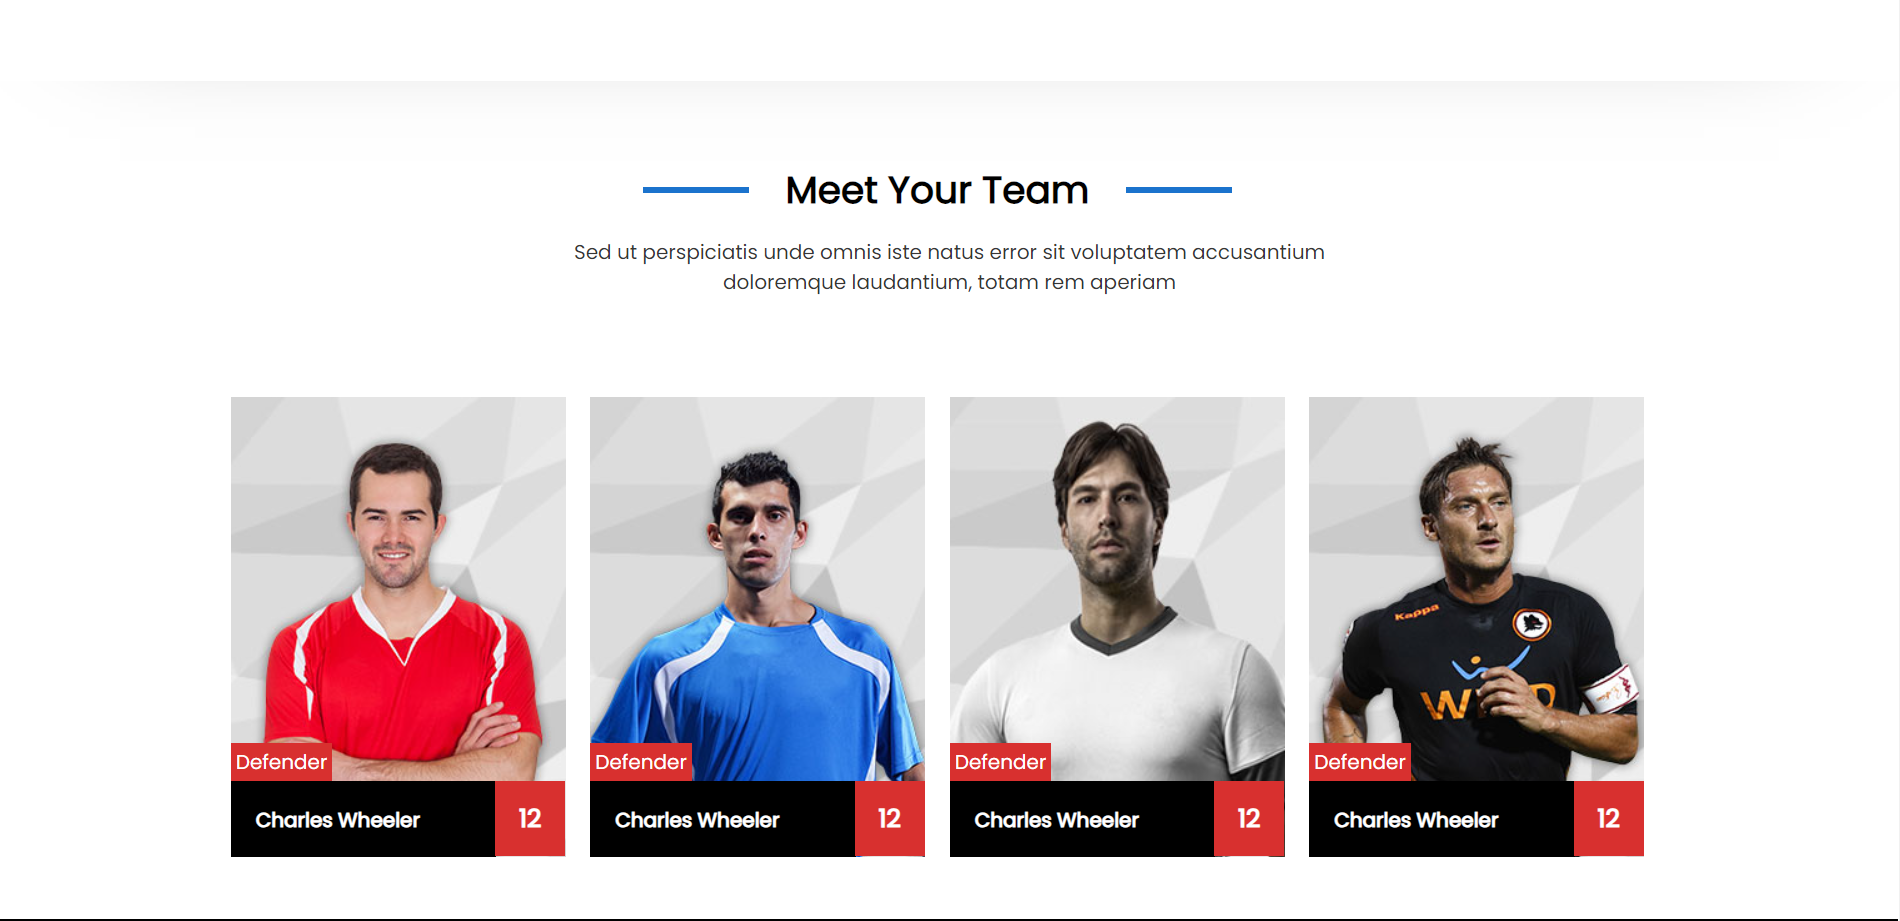 Meet Your Team
Sed ut perspiciatis unde omnis iste natus error sit voluptatem accusantium
doloremque laudantium, totam rem aperiam
Kappa
Defender
Defender
Defender
Defender
Charles Wheeler 12
Charles Wheeler 12
Charles Wheeler 12
Charles Wheeler 12